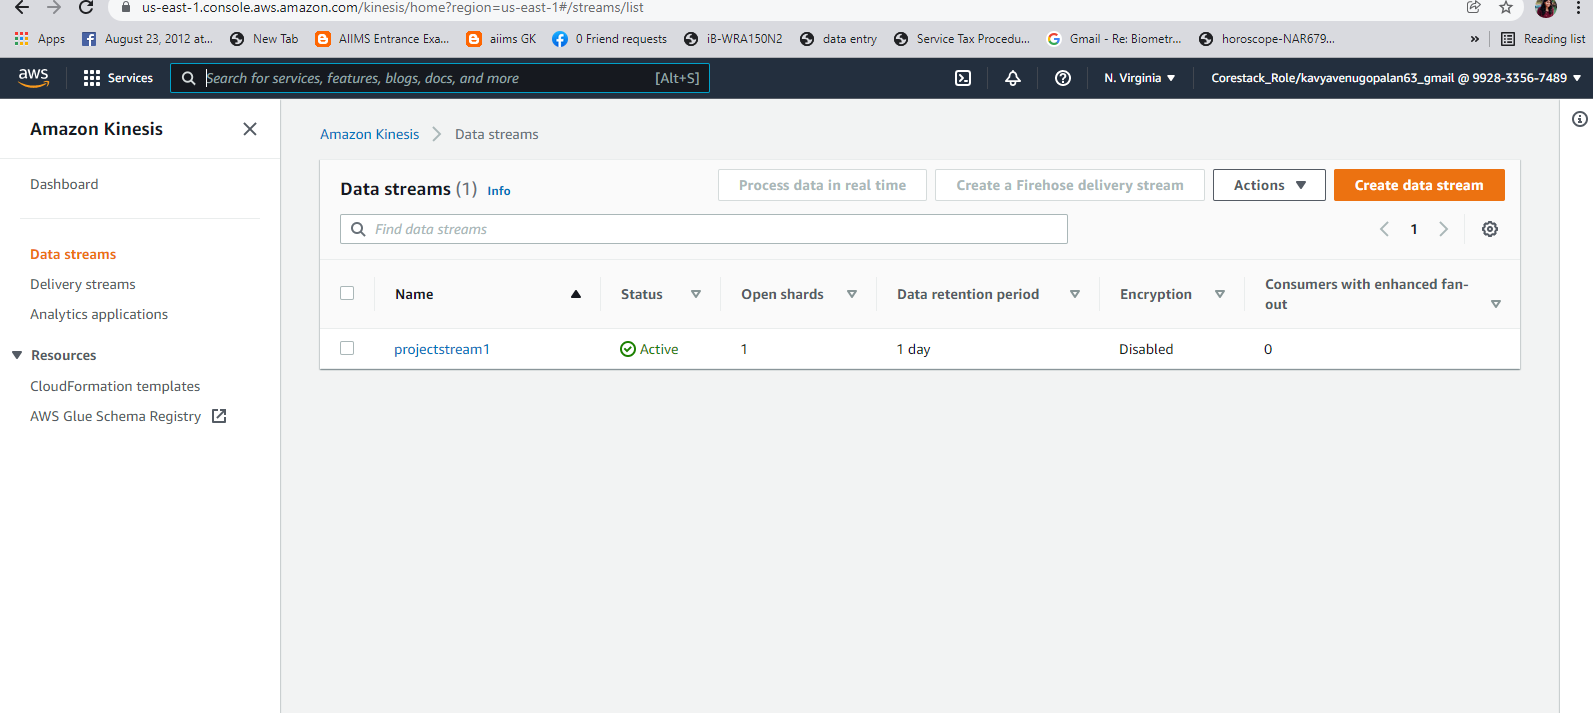 us-east-1.console.aws.amazon.com/kinesis/home?region=us-east-1#/streams/list
Apps August 23, 2012 at... New Tab AIIMS Entrance Exa... aiims GK 0 Friend requests iB-WRA150N2 data entry Service Tax Procedu... Gmail - Re: Biometr... horoscope-NAR679... » Reading list
aws Services Search for services, features, blogs, docs, and more [Alt+S] N. Virginia Corestack_Role/kavyavenugopalan63_gmail @ 9928-3356-7489
Amazon Kinesis
Dashboard
Data streams
Delivery streams
Analytics applications
Resources
CloudFormation templates
AWS Glue Schema Registry
Amazon Kinesis Data streams
Data streams (1) Info Process data in real time Create a Firehose delivery stream Actions Create data stream
Find data streams 1
Name Status Open shards Data retention period Encryption Consumers with enhanced fan-
out
projectstream1 Active 1 1 day Disabled 0